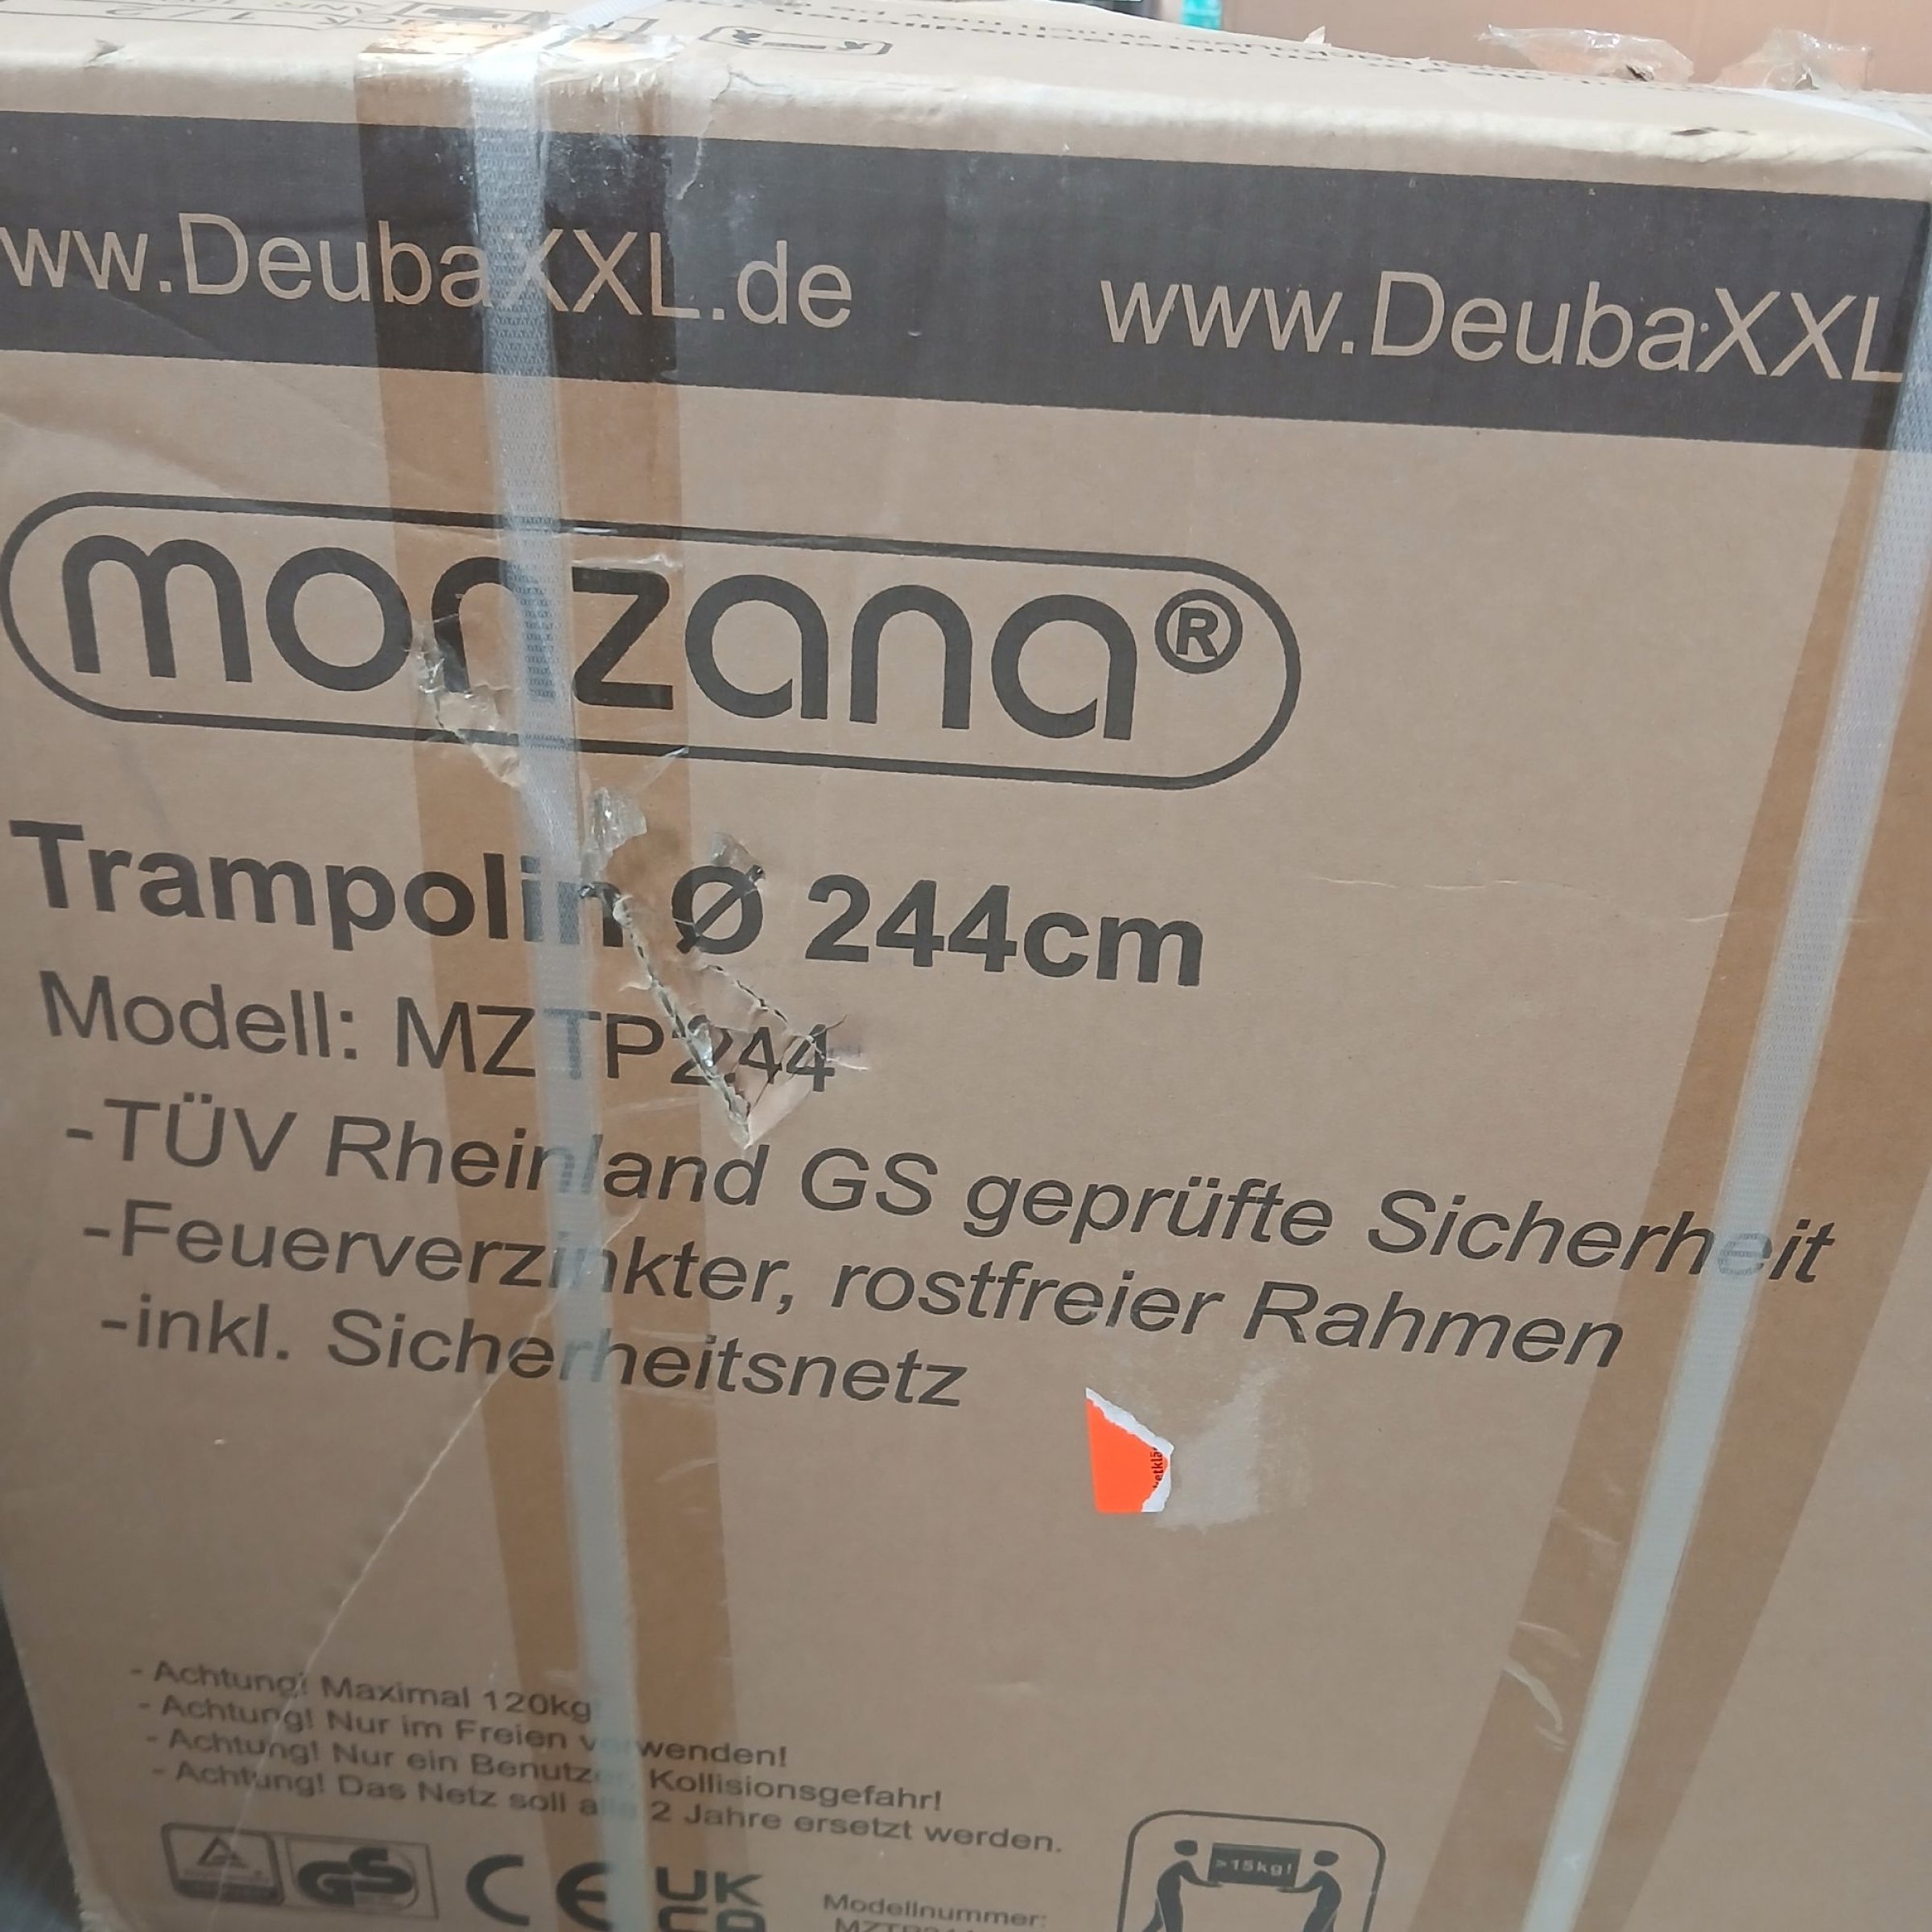 ww.DeubaXXL.de www.DeubaXXL
monzana®
Trampolin Ø 244cm
Modell: MZTP244
-TÜV Rheinland GS geprüfte Sicherheit
-Feuerverzinkter, rostfreier Rahmen
-inkl. Sicherheitsnetz
- Achtung! Maximal 120kg
- Achtung! Nur im Freien verwenden!
- Achtung! Nur ein Benutzer, Kollisionsgefahr!
- Achtung! Das Netz soll alle 2 Jahre ersetzt werden.
>15kg!
GS CE UK
CA
Modellnummer: